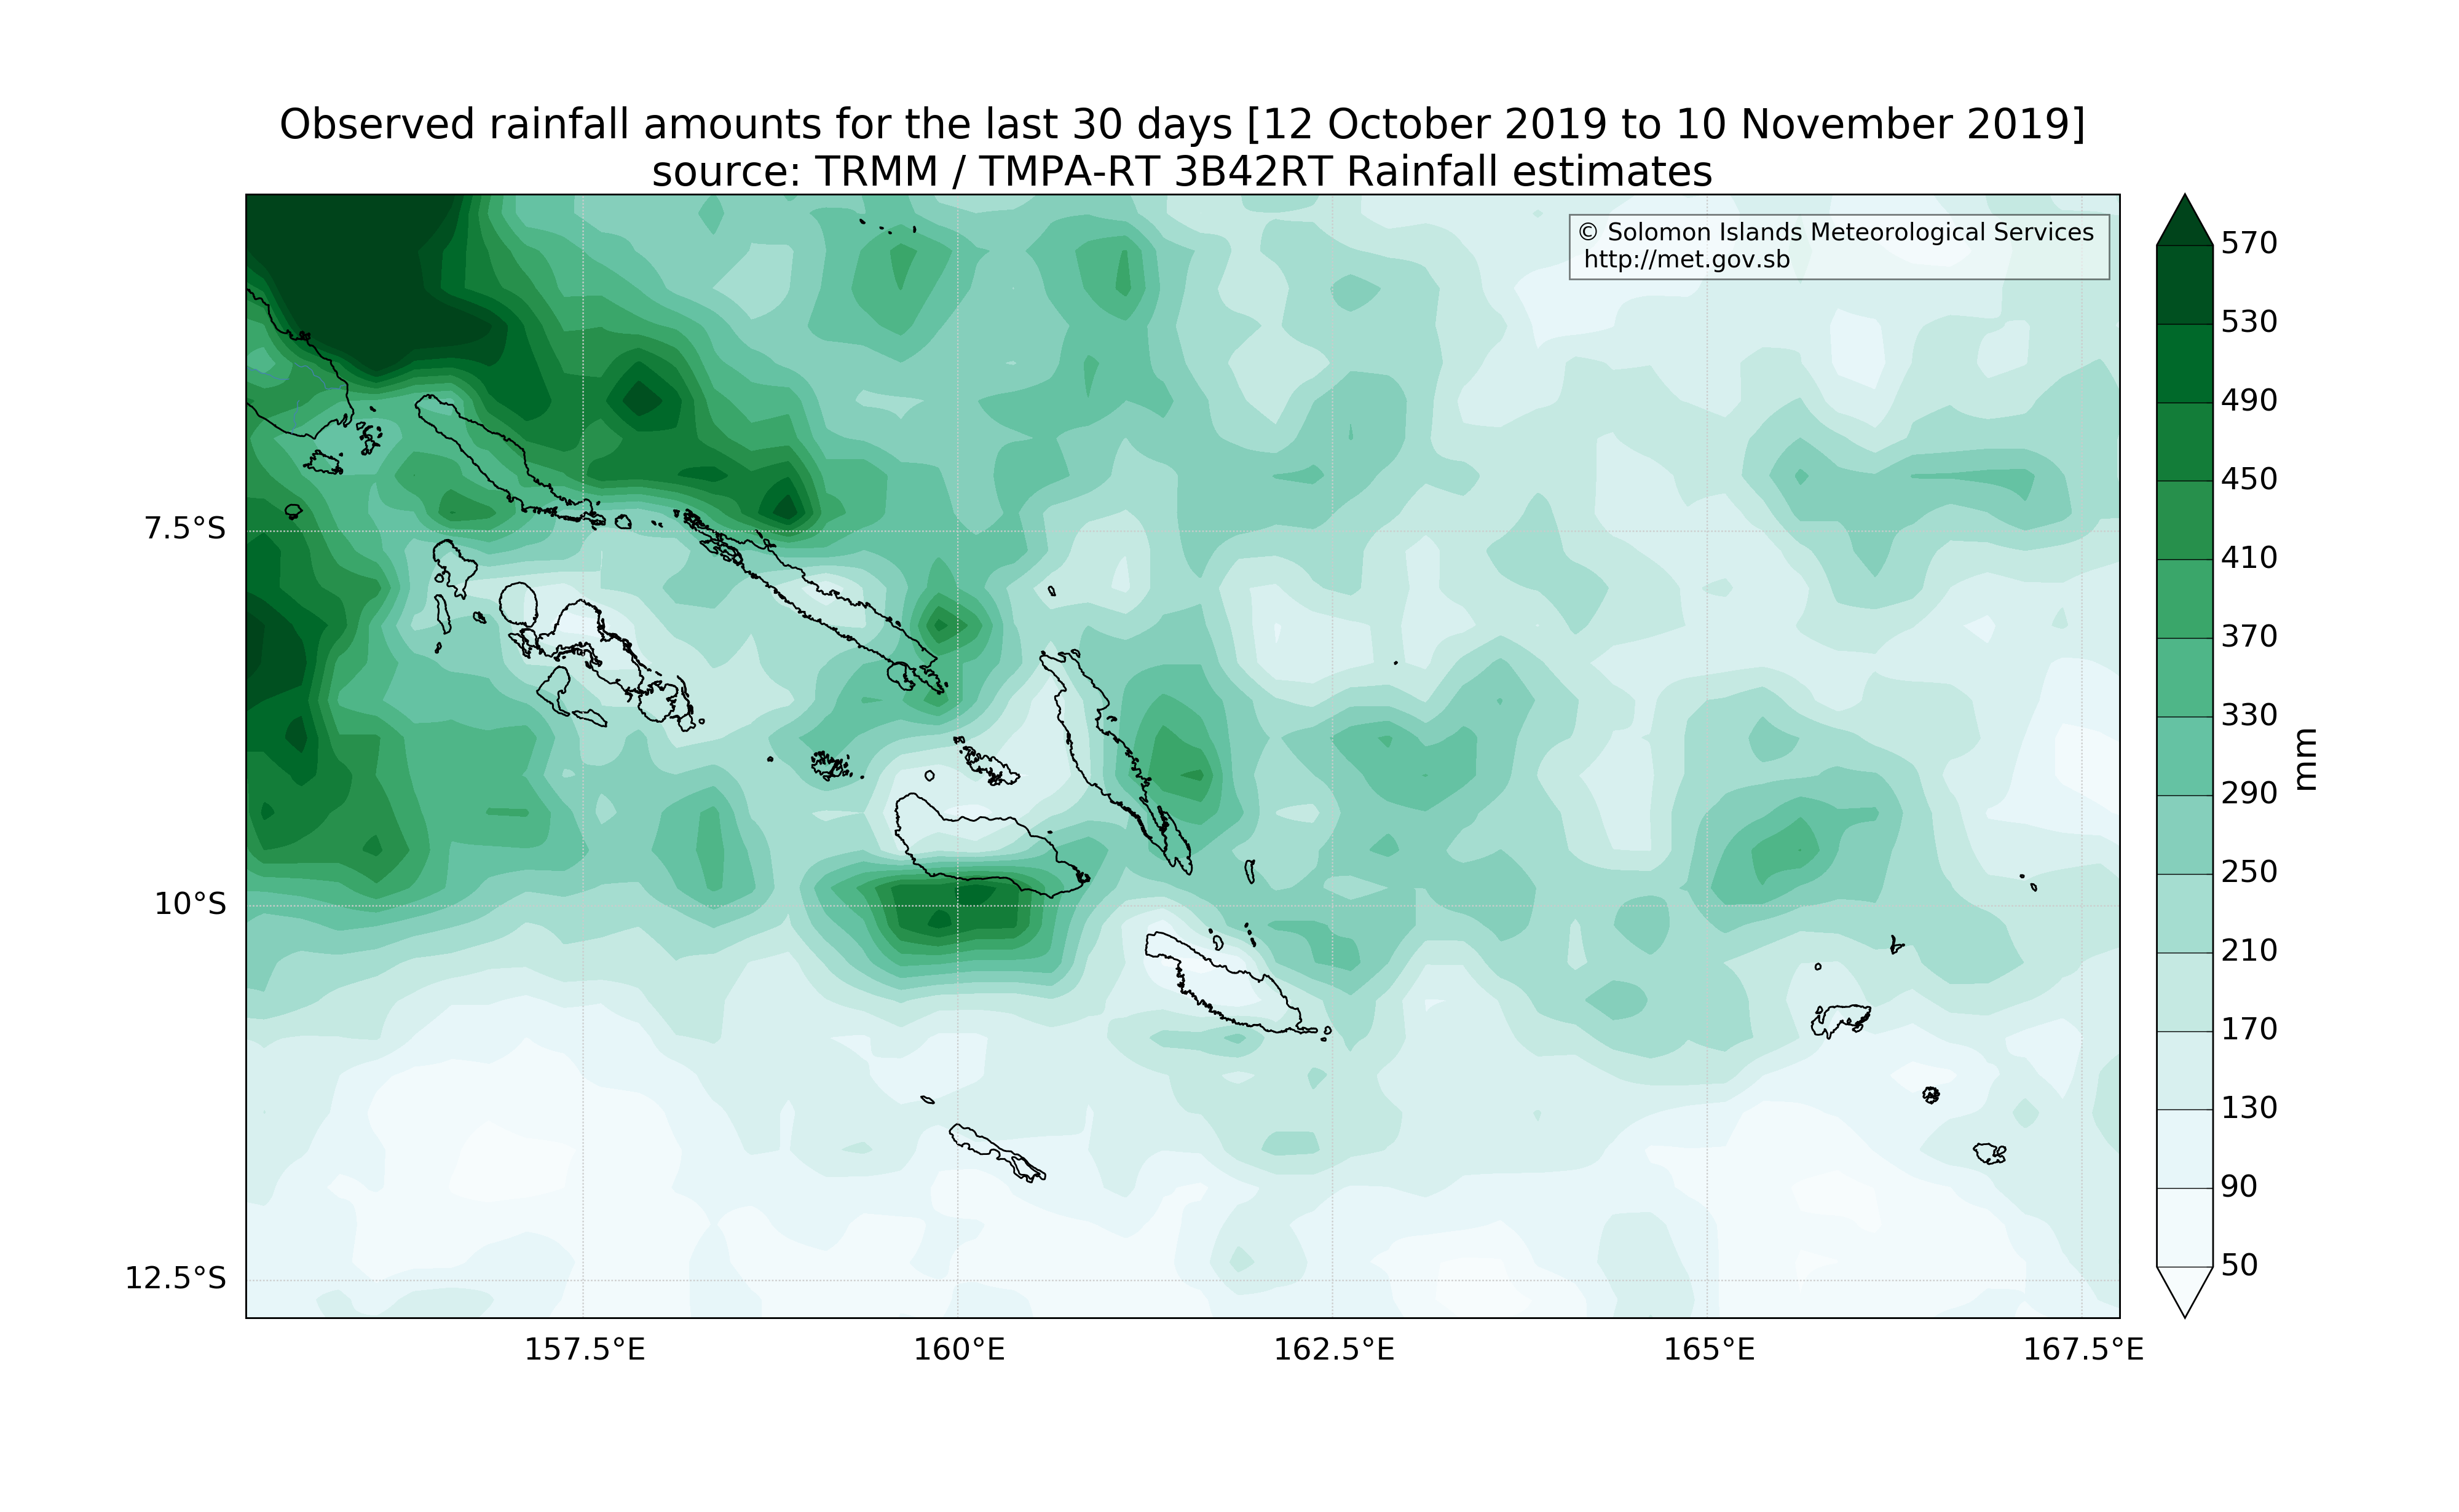 Observed rainfall amounts for the last 30 days [12 October 2019 to 10 November 2019]
source: TRMM / TMPA-RT 3B42RT Rainfall estimates
© Solomon Islands Meteorological Services
http://met.gov.sb
7.5°S
10°S
12.5°S
157.5°E
160°E
162.5°E
165°E
167.5°E
570
530
490
450
410
370
330
290
250
210
170
130
90
50
mm